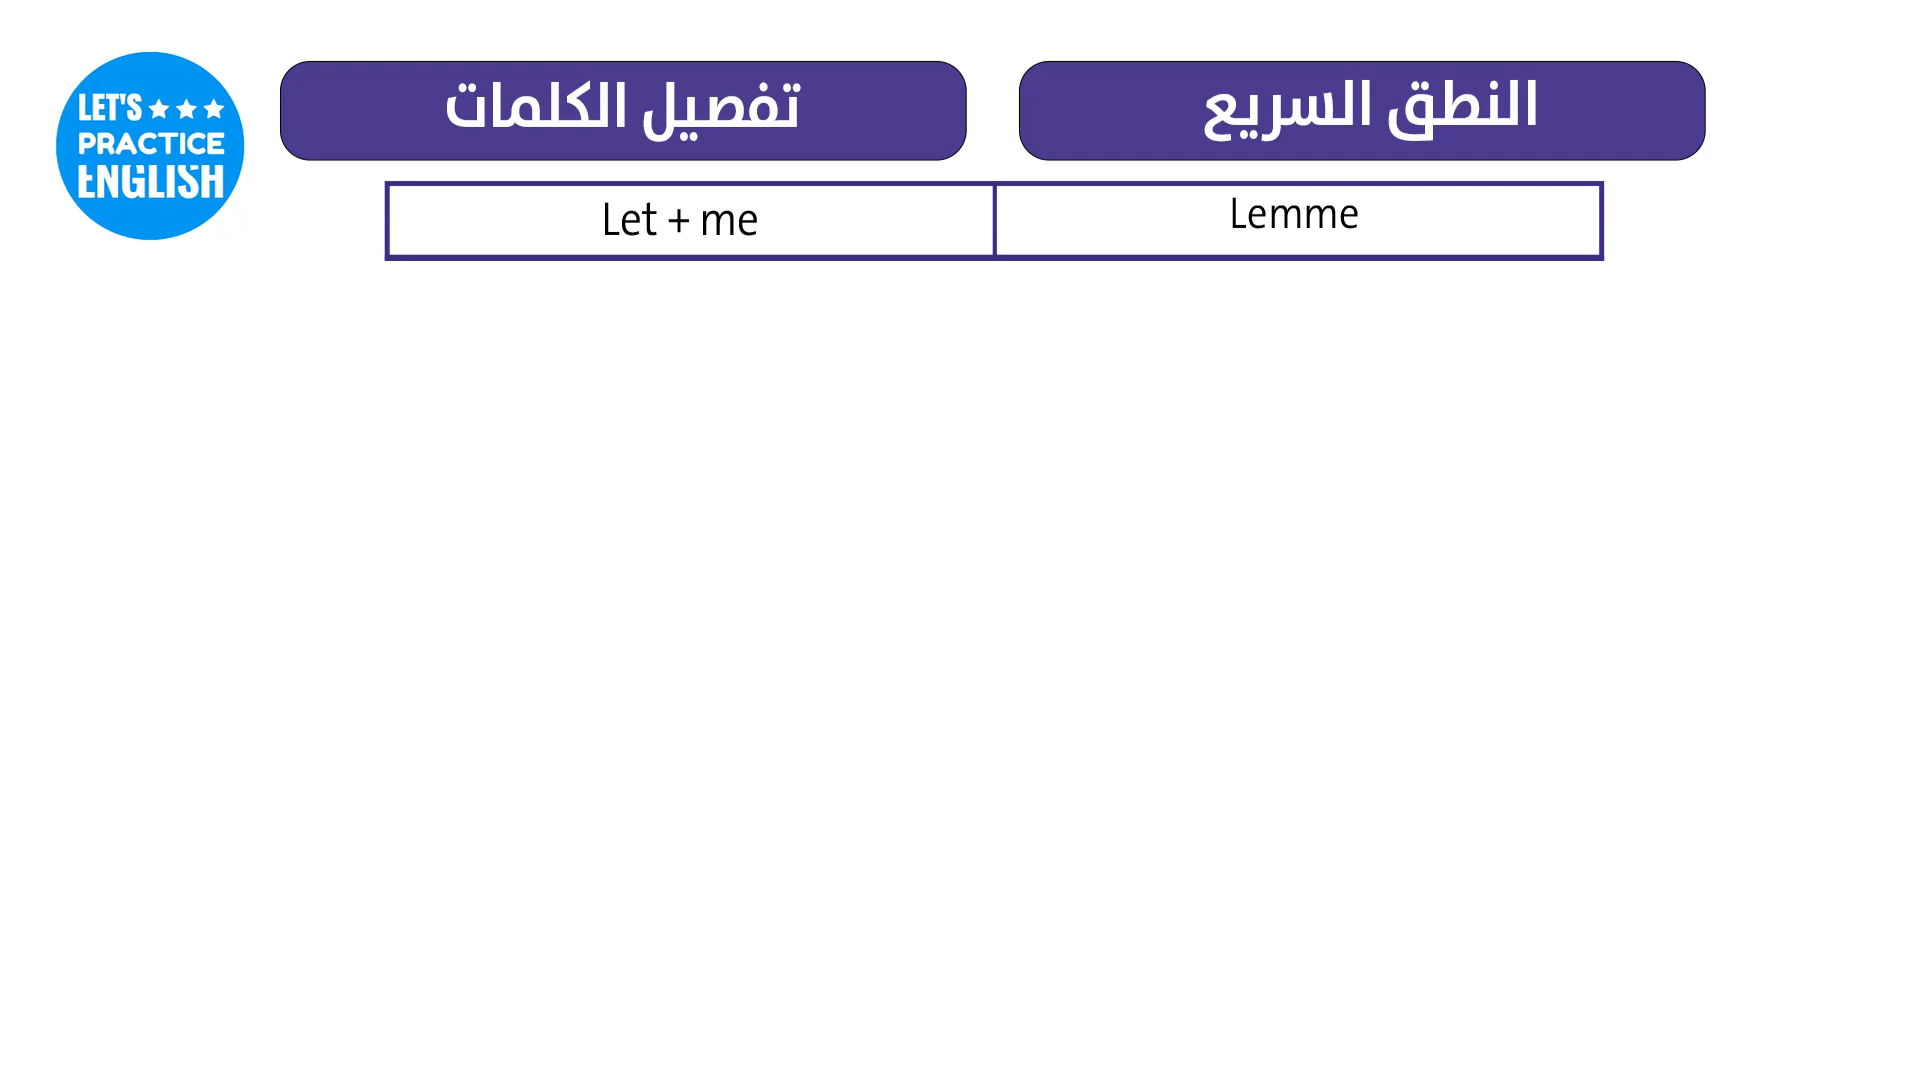 LET'S
PRACTICE
ENGLISH
تفصيل الكلمات
النطق السريع
Let + me
Lemme